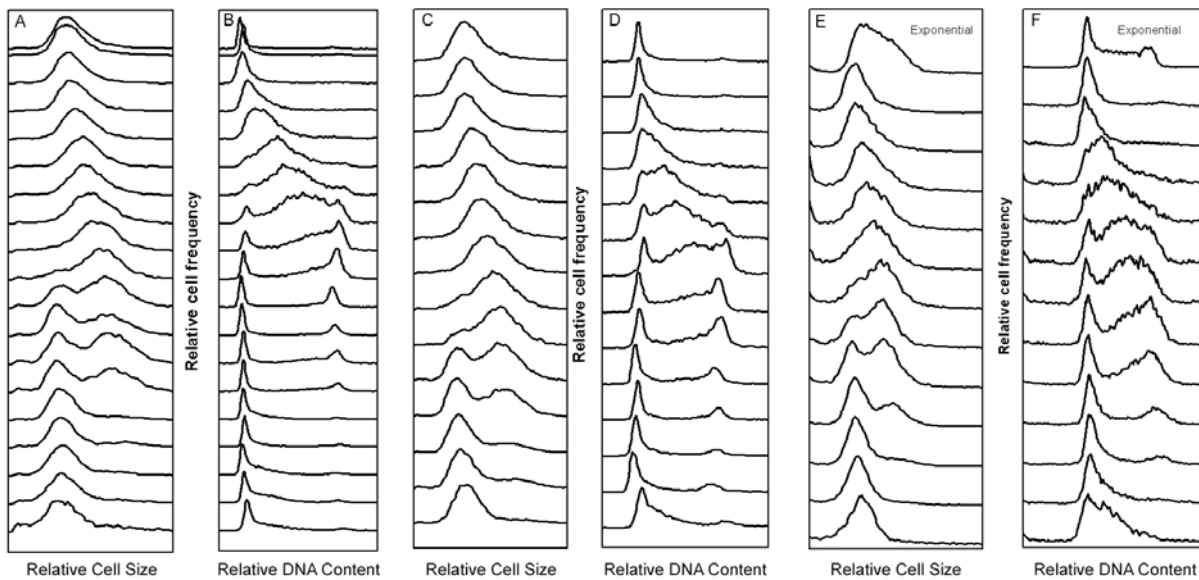 A
B
C
D
E
Exponential
F
Exponential
Relative cell frequency
Relative cell frequency
Relative cell frequency
Relative Cell Size
Relative DNA Content
Relative Cell Size
Relative DNA Content
Relative Cell Size
Relative DNA Content